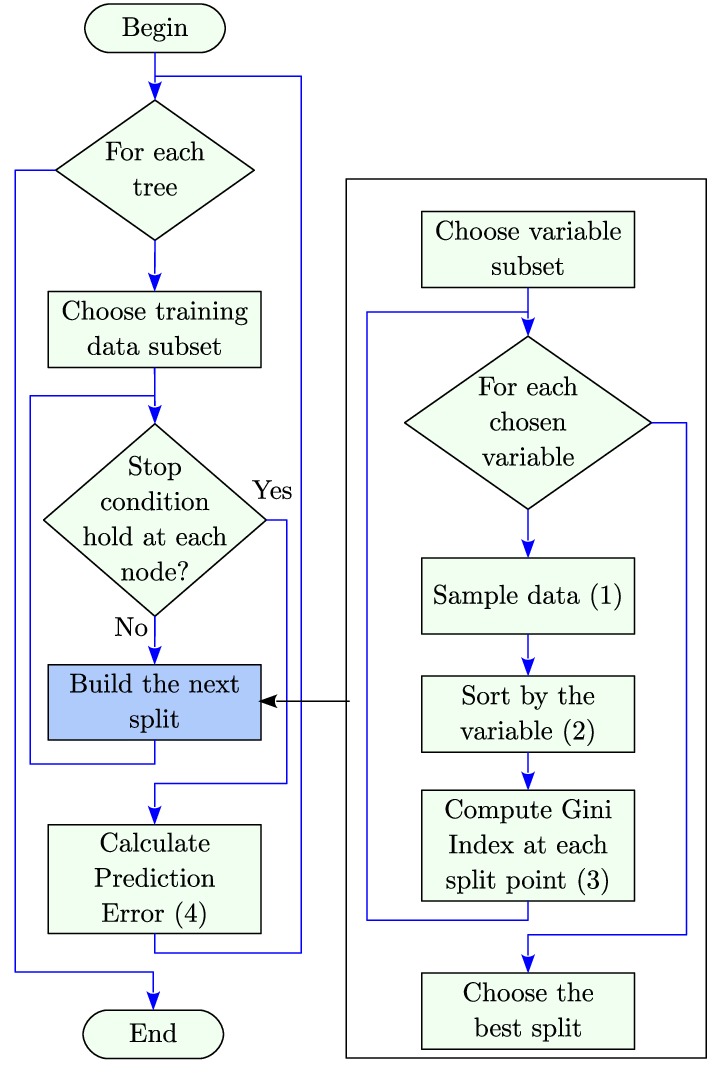 Begin
For each
tree
Choose training
data subset
Stop
condition
hold at each
node?
Yes
No
Build the next
split
Calculate
Prediction
Error (4)
End
Choose variable
subset
For each
chosen
variable
Sample data (1)
Sort by the
variable (2)
Compute Gini
Index at each
split point (3)
Choose the
best split